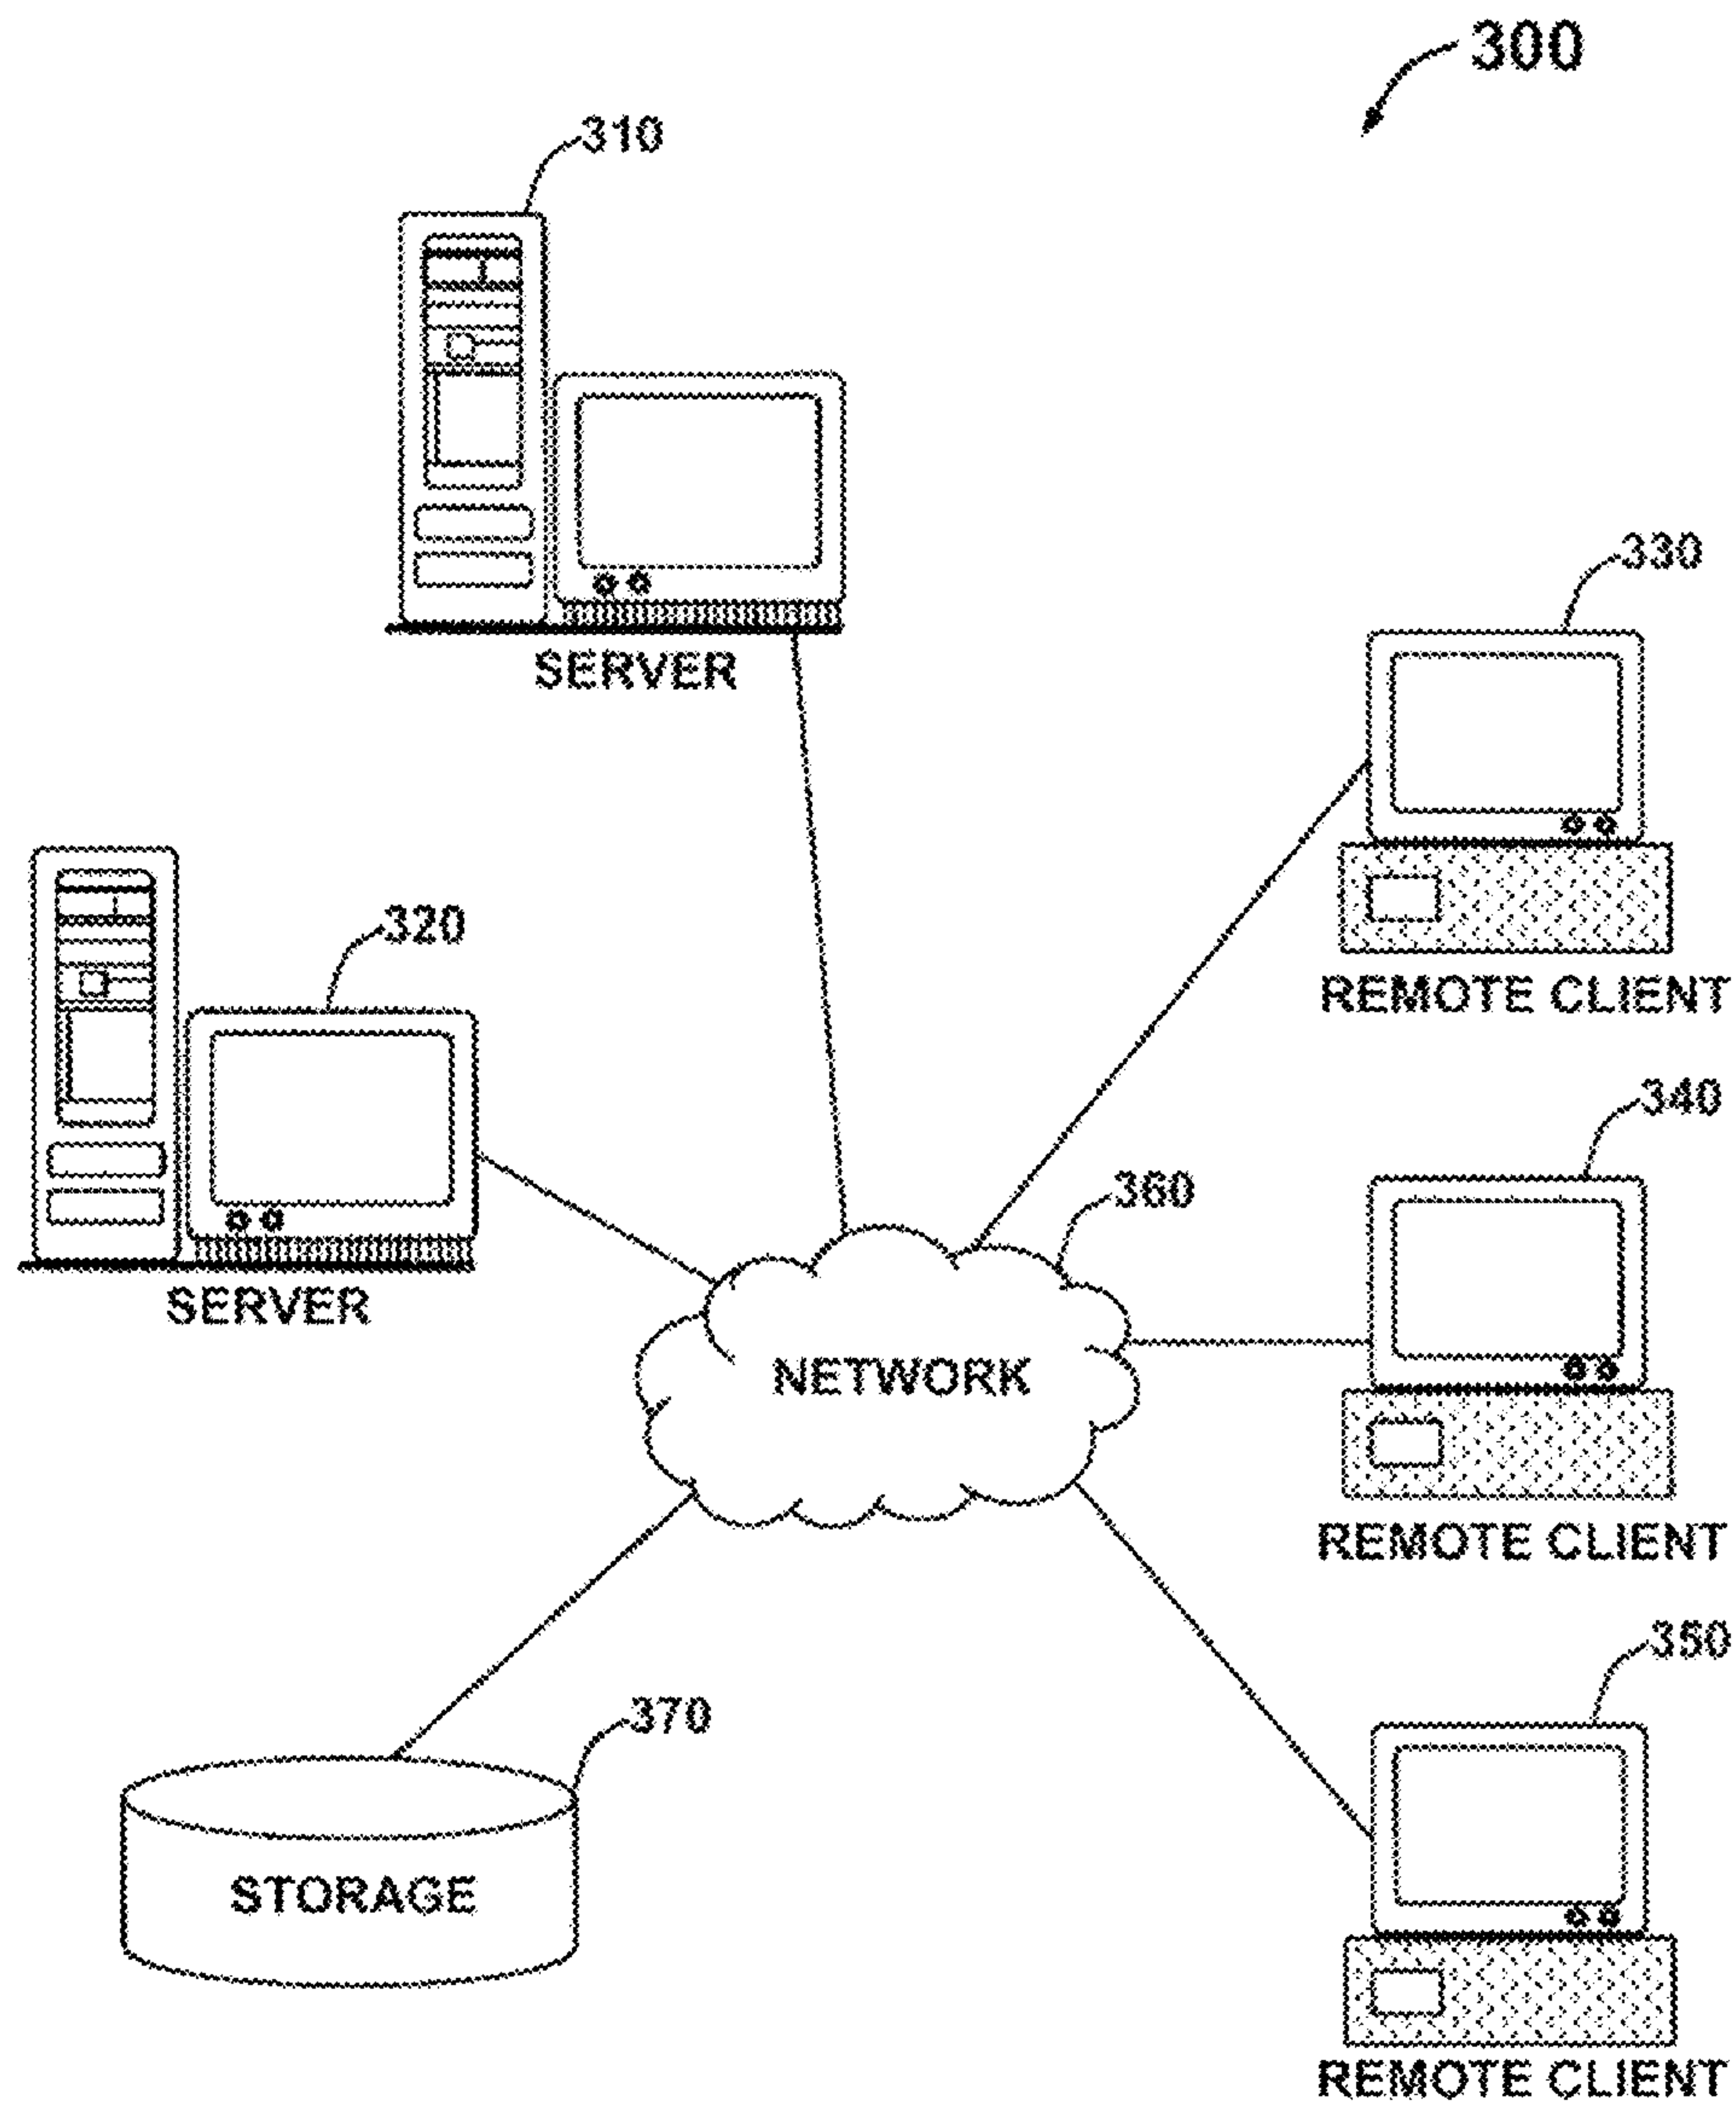 300
310
SERVER
330
REMOTE CLIENT
320
SERVER
340
REMOTE CLIENT
360
NETWORK
350
REMOTE CLIENT
370
STORAGE